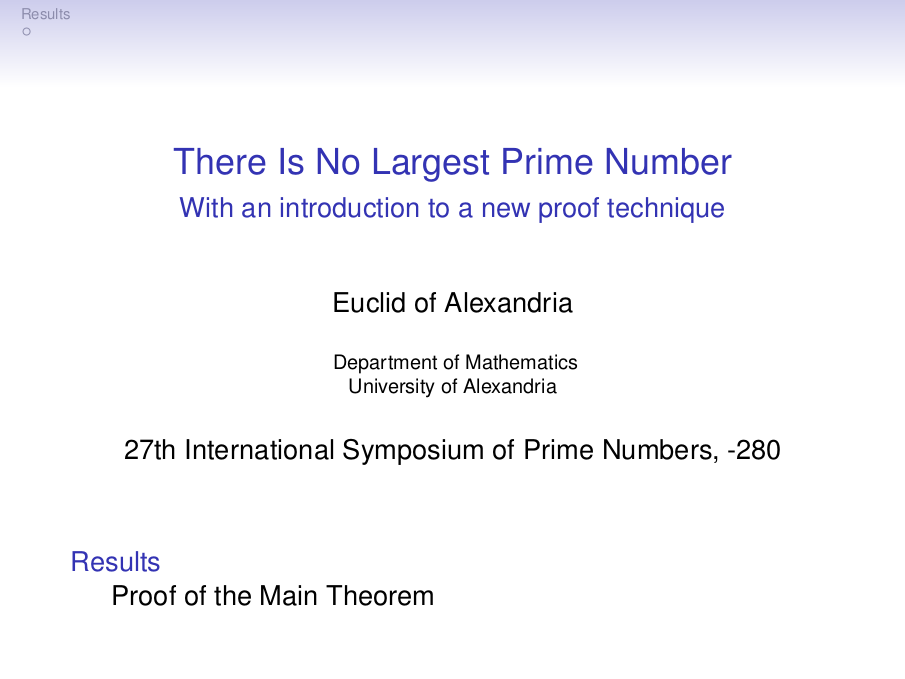 Results
There Is No Largest Prime Number
With an introduction to a new proof technique
Euclid of Alexandria
Department of Mathematics
University of Alexandria
27th International Symposium of Prime Numbers, -280
Results
Proof of the Main Theorem